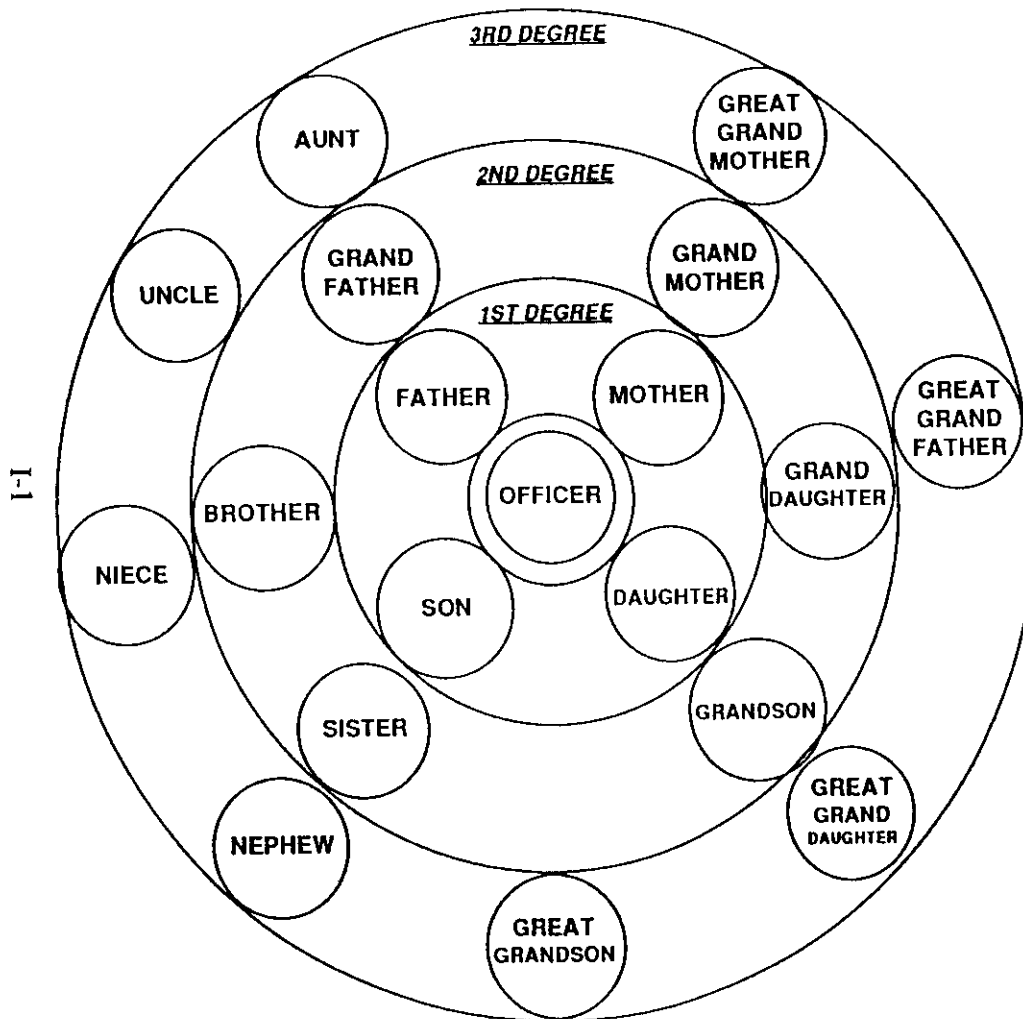 3RD DEGREE
AUNT
GREAT
GRAND
MOTHER
2ND DEGREE
UNCLE
GRAND
FATHER
GRAND
MOTHER
1ST DEGREE
FATHER
MOTHER
GREAT
GRAND
FATHER
I-1
BROTHER
OFFICER
GRAND
DAUGHTER
NIECE
SON
DAUGHTER
SISTER
GRANDSON
NEPHEW
GREAT
GRAND
DAUGHTER
GREAT
GRANDSON